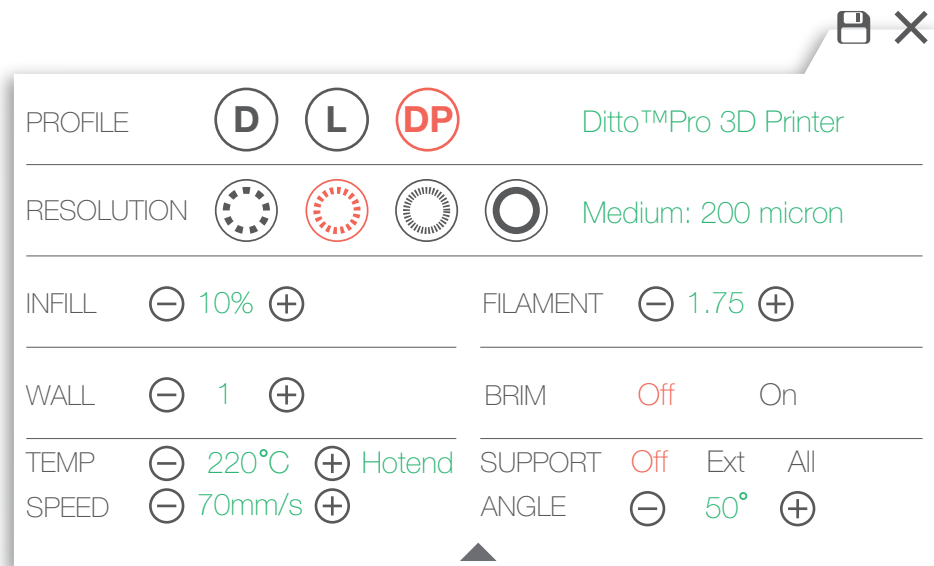 PROFILE D L DP Ditto™Pro 3D Printer
RESOLUTION Medium: 200 micron
INFILL 10% FILAMENT 1.75
WALL 1 BRIM Off On
TEMP 220°C Hotend SUPPORT Off Ext All
SPEED 70mm/s ANGLE 50°